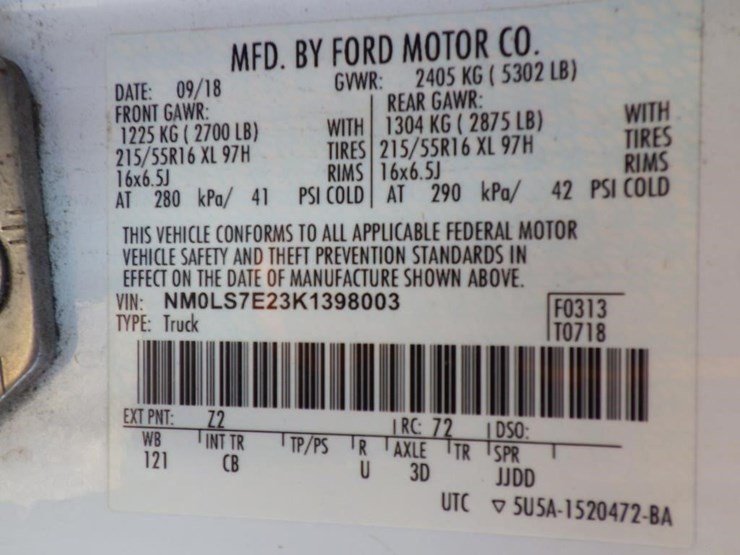 MFD. BY FORD MOTOR CO.
DATE: 09/18 GVWR: 2405 KG ( 5302 LB)
FRONT GAWR: REAR GAWR:
1225 KG ( 2700 LB) WITH 1304 KG ( 2875 LB) WITH
215/55R16 XL 97H TIRES 215/55R16 XL 97H TIRES
16x6.5J RIMS 16x6.5J RIMS
AT 280 kPa/ 41 PSI COLD AT 290 kPa/ 42 PSI COLD
THIS VEHICLE CONFORMS TO ALL APPLICABLE FEDERAL MOTOR
VEHICLE SAFETY AND THEFT PREVENTION STANDARDS IN
EFFECT ON THE DATE OF MANUFACTURE SHOWN ABOVE.
VIN: NM0LS7E23K1398003 F0313
TYPE: Truck T0718
EXT PNT: Z2 RC: 72 DSO:
WB INT TR TP/PS R AXLE TR SPR
121 CB U 3D JJDD
UTC ▽ 5U5A-1520472-BA